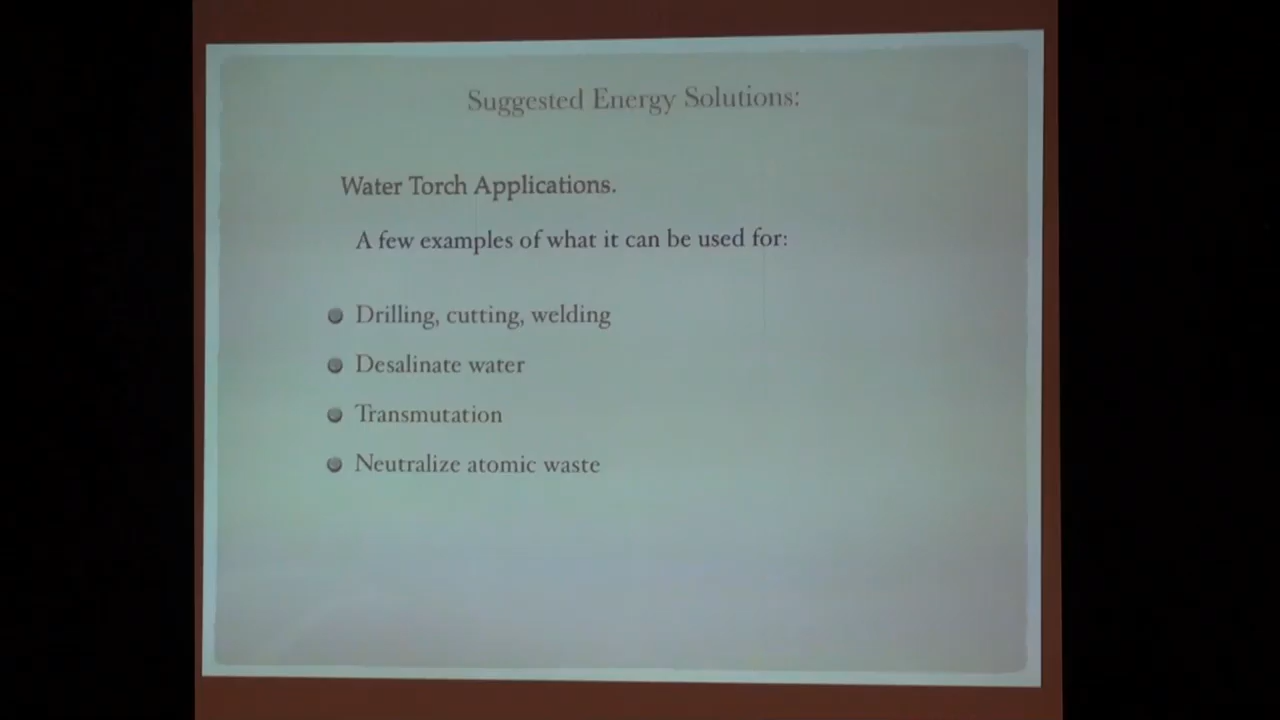 Suggested Energy Solutions:
Water Torch Applications.
A few examples of what it can be used for:
Drilling, cutting, welding
Desalinate water
Transmutation
Neutralize atomic waste